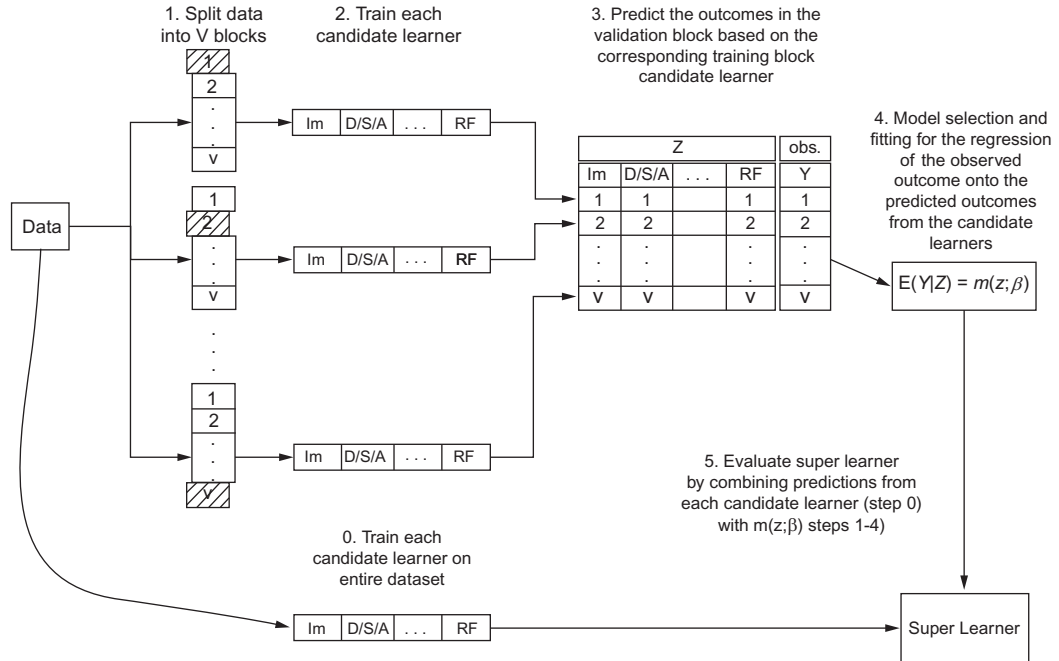 1. Split data
into V blocks
2. Train each
candidate learner
3. Predict the outcomes in the
validation block based on the
corresponding training block
candidate learner
4. Model selection and
fitting for the regression
of the observed
outcome onto the
predicted outcomes
from the candidate
learners
Data
1
2
.
.
.
v
lm D/S/A . . . RF
1
2
.
.
.
v
lm D/S/A . . . RF
.
.
.
1
2
.
.
.
v
lm D/S/A . . . RF
Z obs.
lm D/S/A . . . RF Y
1 1 1 1
2 2 2 2
. . . .
. . . .
. . . .
v v v v
E(Y|Z) = m(z;β)
5. Evaluate super learner
by combining predictions from
each candidate learner (step 0)
with m(z;β) steps 1-4)
0. Train each
candidate learner on
entire dataset
lm D/S/A . . . RF
Super Learner